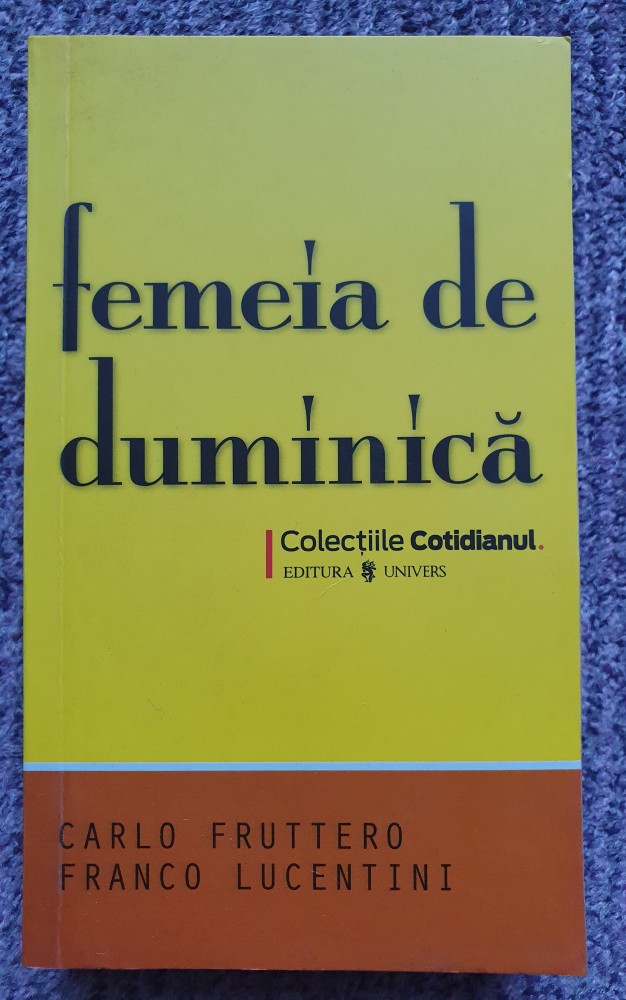 femeia de
duminică
Colecțiile Cotidianul.
EDITURA UNIVERS
CARLO FRUTTERO
FRANCO LUCENTINI